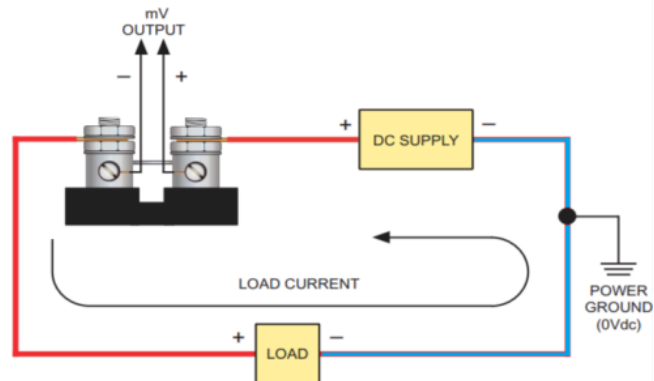 mV
OUTPUT
− +
+ DC SUPPLY −
LOAD CURRENT
POWER
GROUND
(0Vdc)
+ LOAD −